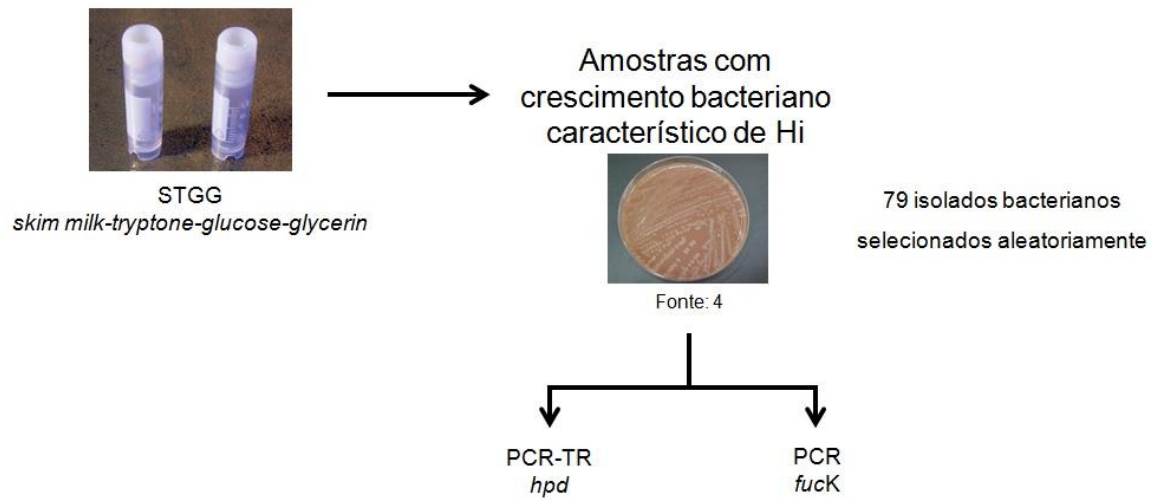 STGG
skim milk-tryptone-glucose-glycerin
Amostras com
crescimento bacteriano
característico de Hi
Fonte: 4
79 isolados bacterianos
selecionados aleatoriamente
PCR-TR
hpd
PCR
fucK